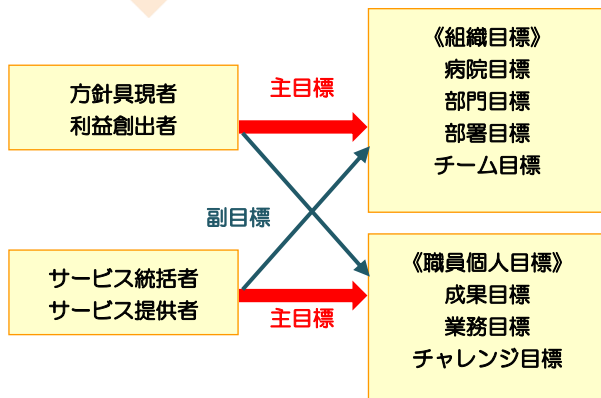 方針具現者
利益創出者
主目標
《組織目標》
病院目標
部門目標
部署目標
チーム目標
副目標
サービス統括者
サービス提供者
主目標
《職員個人目標》
成果目標
業務目標
チャレンジ目標